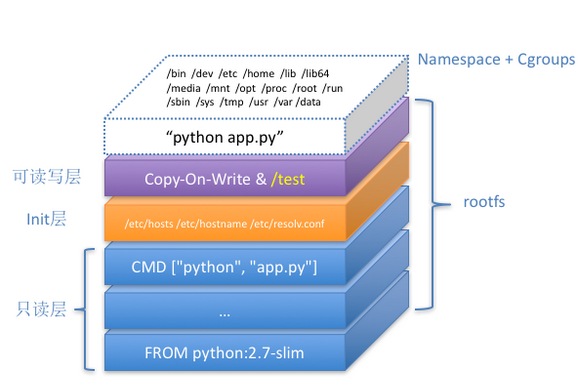 /bin /dev /etc /home /lib /lib64
/media /mnt /opt /proc /root /run
/sbin /sys /tmp /usr /var /data
Namespace + Cgroups
“python app.py”
可读写层
Copy-On-Write & /test
rootfs
Init层
/etc/hosts /etc/hostname /etc/resolv.conf
CMD ["python", "app.py"]
只读层
...
FROM python:2.7-slim